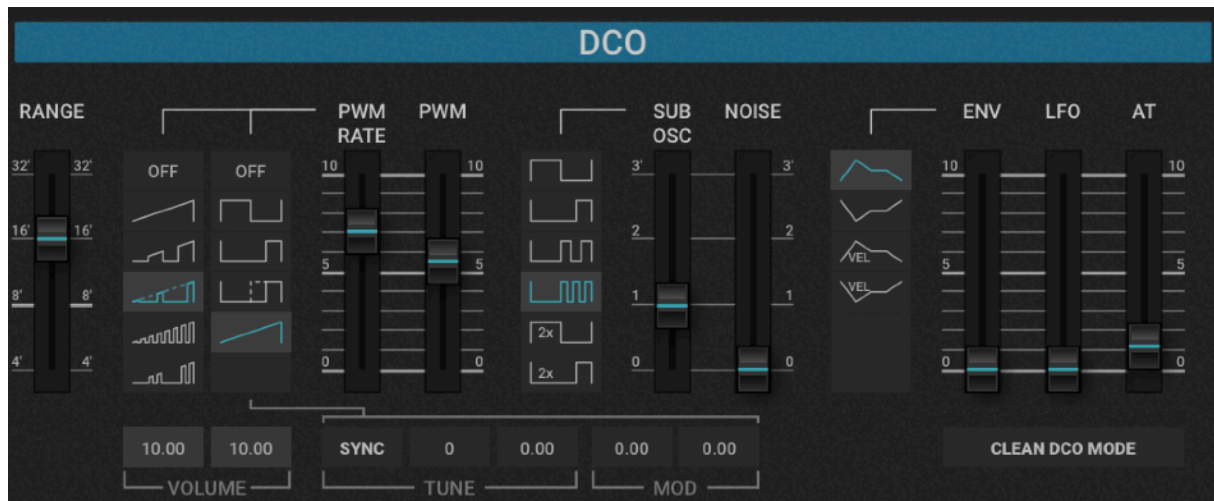 DCO
RANGE
PWM RATE
PWM
SUB OSC
NOISE
ENV
LFO
AT
32' 32'
16' 16'
8' 8'
4' 4'
OFF OFF
10 10
5 5
0 0
3' 3'
2 2
1 1
0 0
VEL
VEL
2x
2x
10 10
5 5
0 0
10.00 10.00
VOLUME
SYNC 0 0.00
TUNE
0.00 0.00
MOD
CLEAN DCO MODE